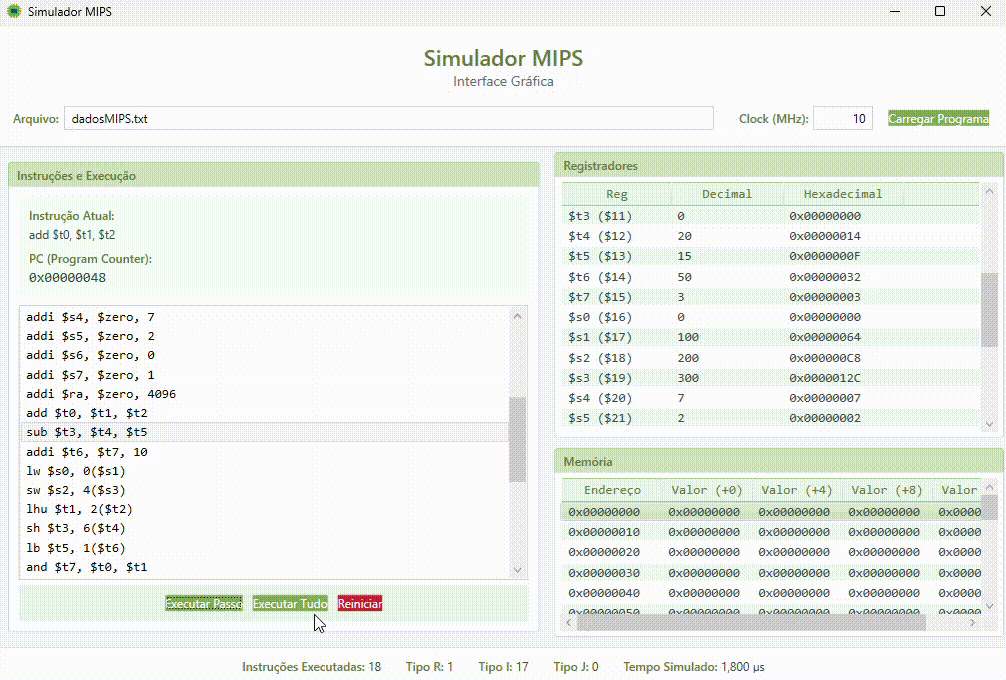 Simulador MIPS
Simulador MIPS
Interface Gráfica
Arquivo: dadosMIPS.txt Clock (MHz): 10 Carregar Programa
Instruções e Execução
Instrução Atual:
add $t0, $t1, $t2
PC (Program Counter):
0x00000048
addi $s4, $zero, 7
addi $s5, $zero, 2
addi $s6, $zero, 0
addi $s7, $zero, 1
addi $ra, $zero, 4096
add $t0, $t1, $t2
sub $t3, $t4, $t5
addi $t6, $t7, 10
lw $s0, 0($s1)
sw $s2, 4($s3)
lhu $t1, 2($t2)
sh $t3, 6($t4)
lb $t5, 1($t6)
and $t7, $t0, $t1
Executar Passo Executar Tudo Reiniciar
Registradores
Reg Decimal Hexadecimal
$t3 ($11) 0 0x00000000
$t4 ($12) 20 0x00000014
$t5 ($13) 15 0x0000000F
$t6 ($14) 50 0x00000032
$t7 ($15) 3 0x00000003
$s0 ($16) 0 0x00000000
$s1 ($17) 100 0x00000064
$s2 ($18) 200 0x000000C8
$s3 ($19) 300 0x0000012C
$s4 ($20) 7 0x00000007
$s5 ($21) 2 0x00000002
Memória
Endereço Valor (+0) Valor (+4) Valor (+8) Valor
0x00000000 0x00000000 0x00000000 0x00000000 0x0000
0x00000010 0x00000000 0x00000000 0x00000000 0x0000
0x00000020 0x00000000 0x00000000 0x00000000 0x0000
0x00000030 0x00000000 0x00000000 0x00000000 0x0000
0x00000040 0x00000000 0x00000000 0x00000000 0x0000
0x00000050 0x00000000 0x00000000 0x00000000 0x0000
Instruções Executadas: 18 Tipo R: 1 Tipo I: 17 Tipo J: 0 Tempo Simulado: 1,800 µs